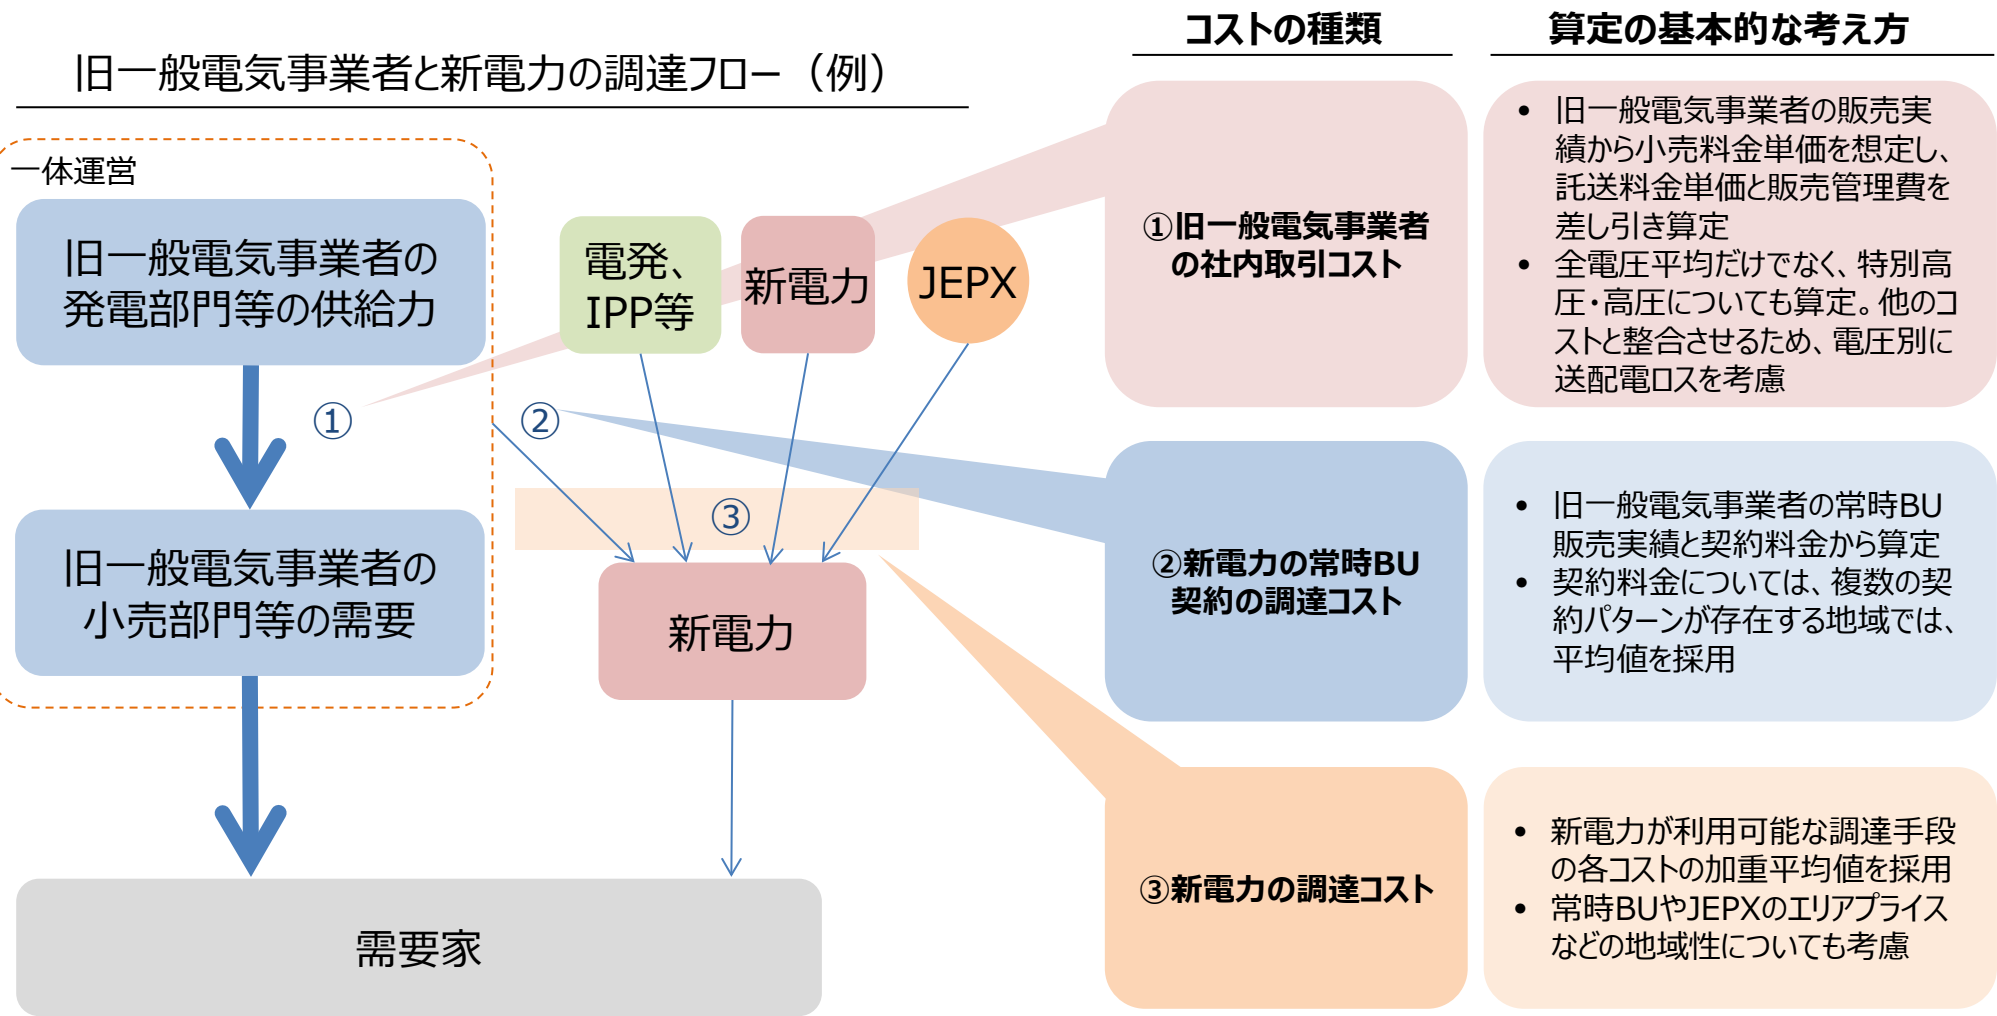 旧一般電気事業者と新電力の調達フロー（例）
一体運営
旧一般電気事業者の
発電部門等の供給力
①
旧一般電気事業者の
小売部門等の需要
電発、
IPP等
新電力
JEPX
②
③
新電力
需要家
コストの種類
算定の基本的な考え方
①旧一般電気事業者
の社内取引コスト
• 旧一般電気事業者の販売実
績から小売料金単価を想定し、
託送料金単価と販売管理費を
差し引き算定
• 全電圧平均だけでなく、特別高
圧・高圧についても算定。他のコ
ストと整合させるため、電圧別に
送配電ロスを考慮
②新電力の常時BU
契約の調達コスト
• 旧一般電気事業者の常時BU
販売実績と契約料金から算定
• 契約料金については、複数の契
約パターンが存在する地域では、
平均値を採用
③新電力の調達コスト
• 新電力が利用可能な調達手段
の各コストの加重平均値を採用
• 常時BUやJEPXのエリアプライス
などの地域性についても考慮